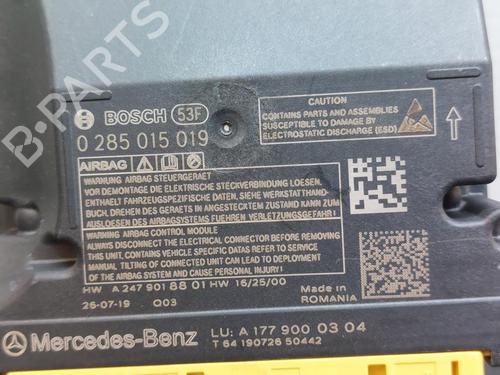 BOSCH 53F
0 285 015 019
CAUTION
CONTAINS PARTS AND ASSEMBLIES
SUSCEPTIBLE TO DAMAGE BY
ELECTROSTATIC DISCHARGE (ESD)
AIRBAG
WARNUNG AIRBAG STEUERGERAET
VOR DEMONTAGE DIE ELEKTRISCHE STECKVERBINDUNG LOESEN,
ENTHAELT FAHRZEUGSPEZIFISCHE DATEN.
DREHEN DES GERAETS IN ANGESTECKTEM ZUSTAND KANN ZUM
AUSLOESEN DES AIRBAGSYSTEMS FUEHREN. VERLETZUNGSGEFAHR!
WARNING AIRBAG CONTROL MODULE
ALWAYS DISCONNECT THE ELECTRICAL CONNECTOR BEFORE REMOVING
THIS UNIT, CONTAINS VEHICLE SPECIFIC DATAS REFER TO SERVICE
MANUAL. TILTING OF CONNECTED UNIT CAN LEAD TO DEPLOYMENT
OF THE AIRBAG SYSTEM AND CAUSE PERSONAL INJURY!
HW A 247 901 88 01 HW 16/25/00
26-07-19 003
Made in
ROMANIA
Mercedes-Benz LU: A 177 900 03 04
T 64 190726 50442
B-Parts